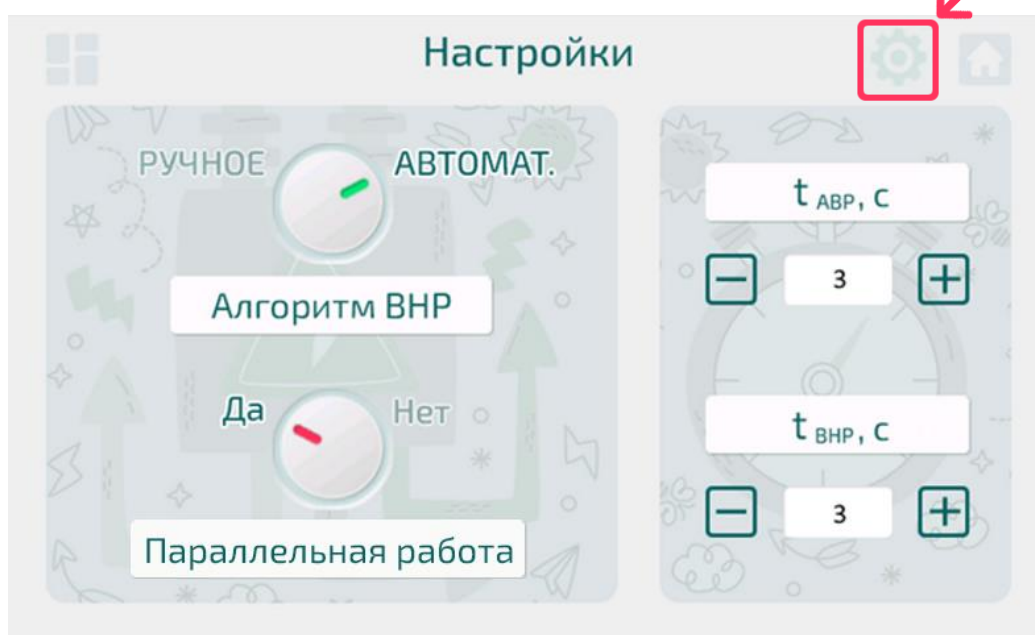 Настройки
РУЧНОЕ
АВТОМАТ.
Алгоритм ВНР
Да
Нет
Параллельная работа
t АВР, с
3
t ВНР, с
3